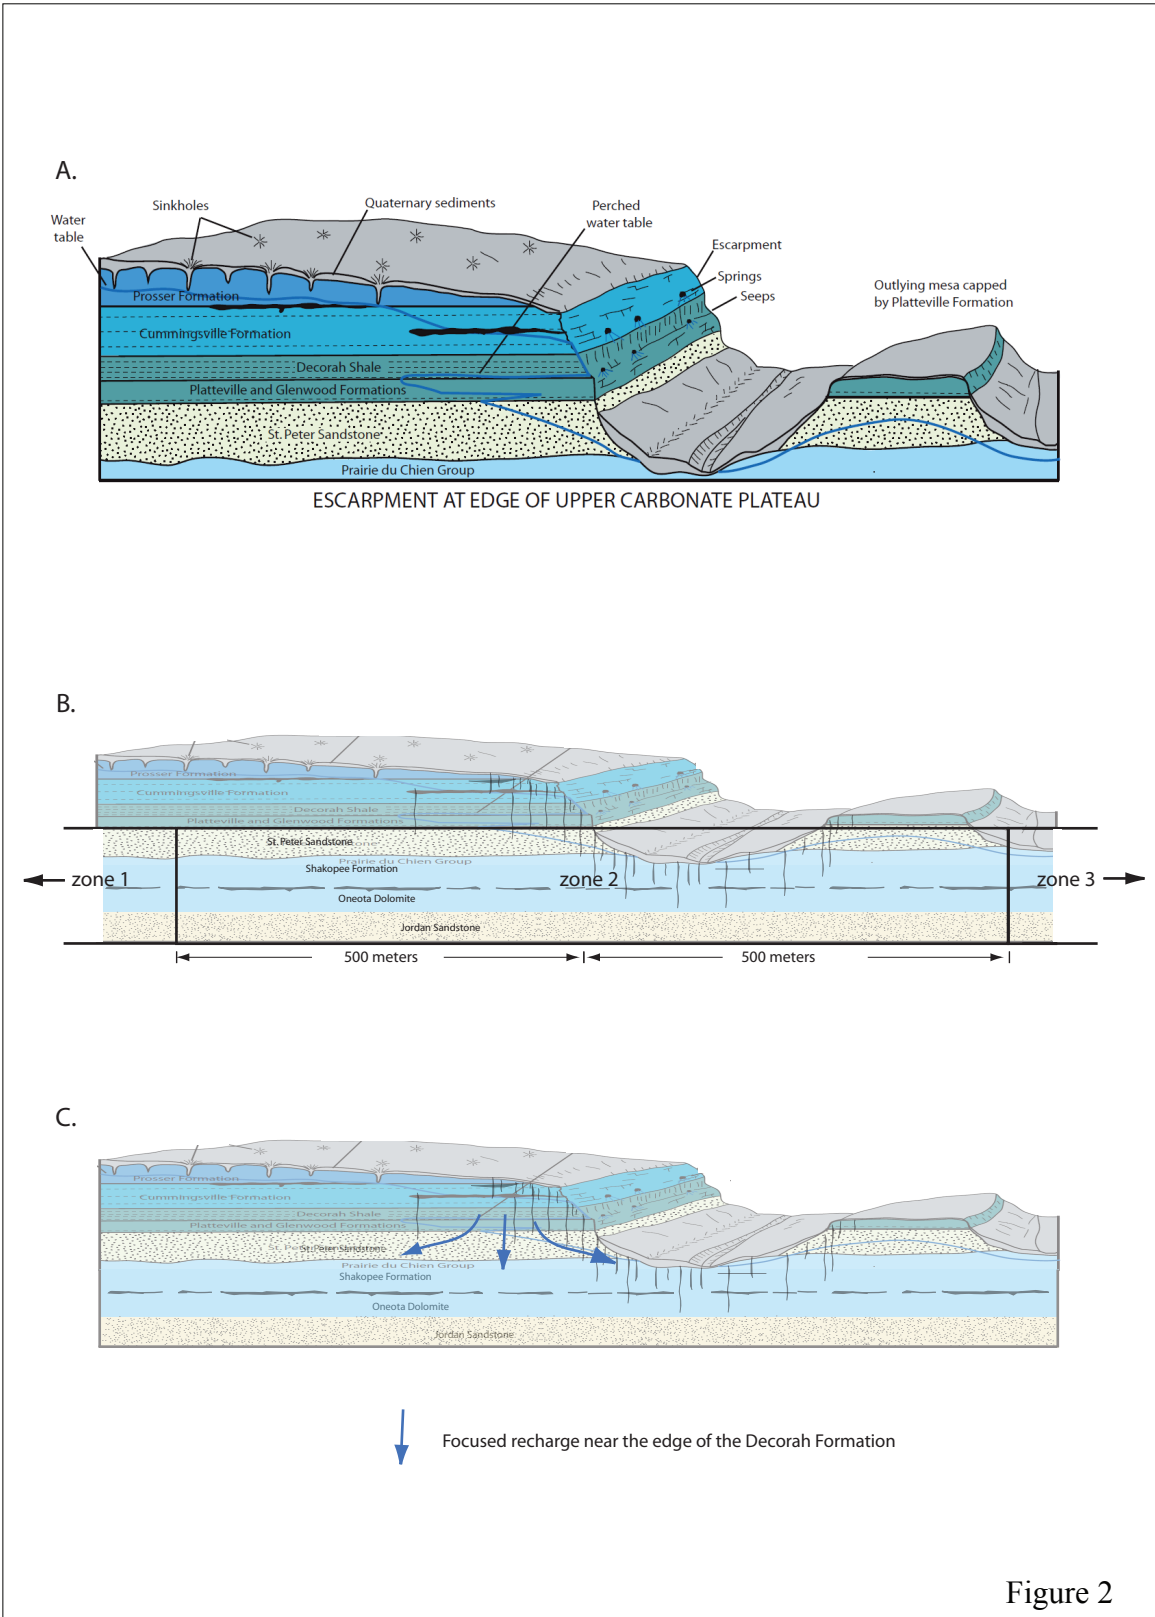 A.
Sinkholes
Quaternary sediments
Perched
water table
Water
table
Escarpment
Springs
Seeps
Outlying mesa capped
by Platteville Formation
Prosser Formation
Cummingsville Formation
Decorah Shale
Platteville and Glenwood Formations
St. Peter Sandstone
Prairie du Chien Group
ESCARPMENT AT EDGE OF UPPER CARBONATE PLATEAU
B.
Prosser Formation
Cummingsville Formation
Decorah Shale
Platteville and Glenwood Formations
St. Peter Sandstone
Prairie du Chien Group
Shakopee Formation
zone 1
zone 2
zone 3
Oneota Dolomite
Jordan Sandstone
500 meters
500 meters
C.
Prosser Formation
Cummingsville Formation
Decorah Shale
Platteville and Glenwood Formations
St. Peter Sandstone
Prairie du Chien Group
Shakopee Formation
Oneota Dolomite
Jordan Sandstone
Focused recharge near the edge of the Decorah Formation
Figure 2